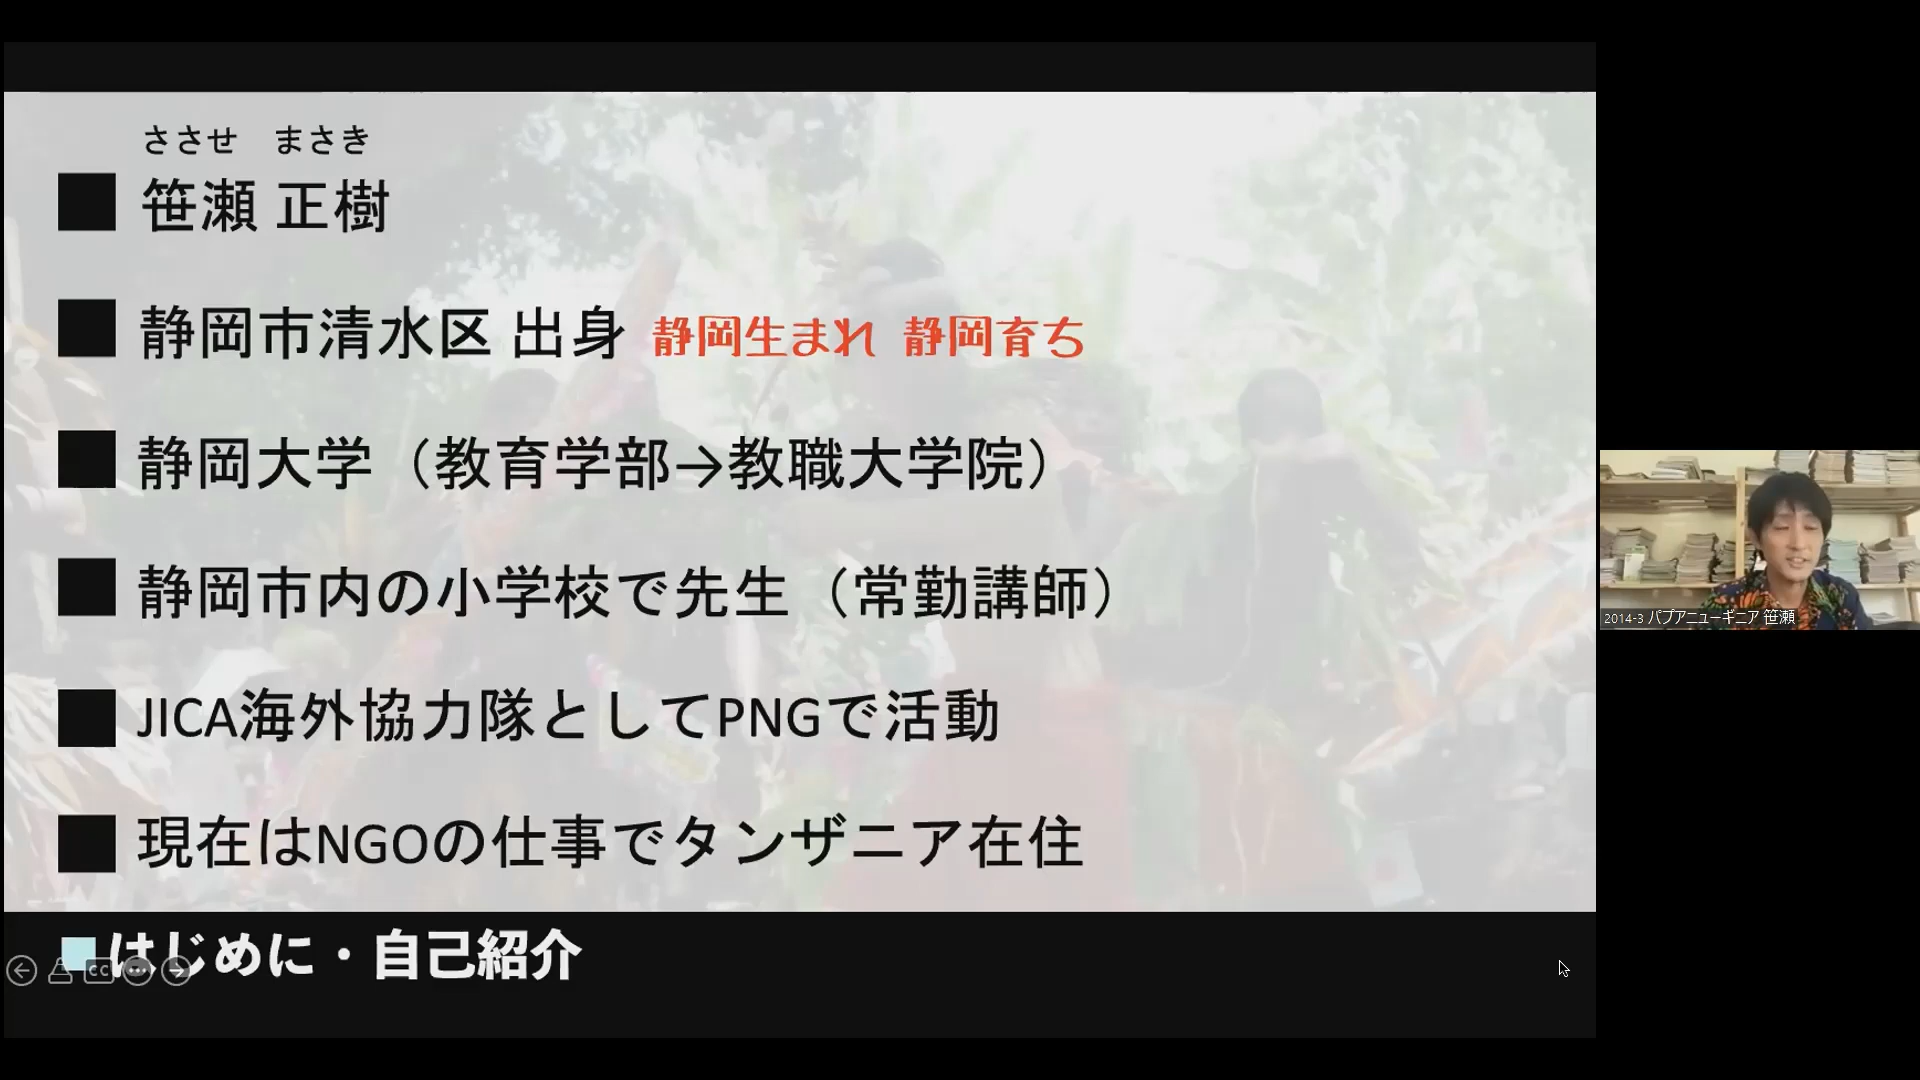 ささせ　まさき
笹瀬 正樹
静岡市清水区 出身 静岡生まれ 静岡育ち
静岡大学（教育学部→教職大学院）
静岡市内の小学校で先生（常勤講師）
JICA海外協力隊としてPNGで活動
現在はNGOの仕事でタンザニア在住
はじめに・自己紹介
CC
2014-3 パプアニューギニア 笹瀬